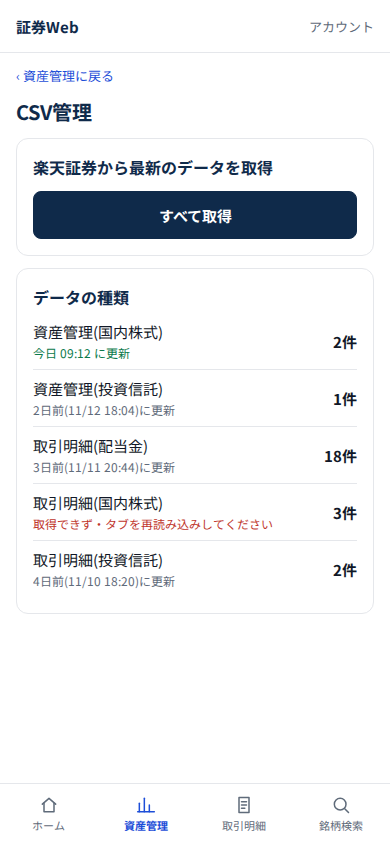 証券Web
アカウント
‹ 資産管理に戻る
CSV管理
楽天証券から最新のデータを取得
すべて取得
データの種類
資産管理(国内株式)
今日 09:12 に更新
2件
資産管理(投資信託)
2日前(11/12 18:04)に更新
1件
取引明細(配当金)
3日前(11/11 20:44)に更新
18件
取引明細(国内株式)
取得できず・タブを再読み込みしてください
3件
取引明細(投資信託)
4日前(11/10 18:20)に更新
2件
ホーム
資産管理
取引明細
銘柄検索